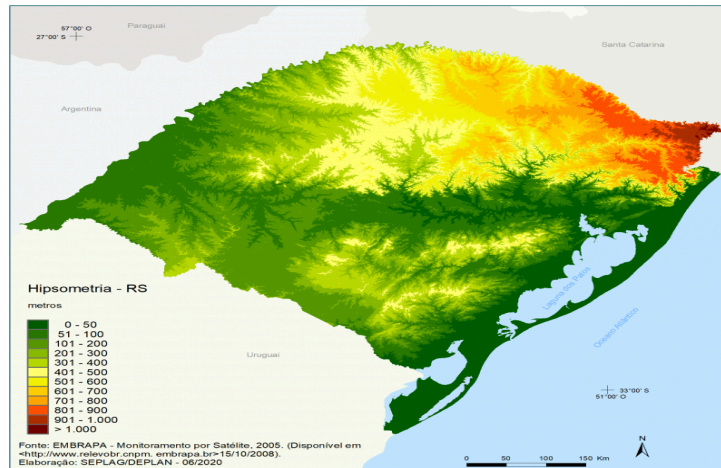 Paraguai
57°00' O
27°00' S
Santa Catarina
Argentina
Hipsometria - RS
metros
0 - 50
51 - 100
101 - 200
201 - 300
301 - 400
401 - 500
501 - 600
601 - 700
701 - 800
801 - 900
901 - 1.000
> 1.000
Uruguai
Laguna dos Patos
Oceano Atlântico
33°00' S
51°00' O
Fonte: EMBRAPA - Monitoramento por Satélite, 2005. (Disponível em
<http://www.relevobr.cnpm. embrapa.br>15/10/2008).
Elaboração: SEPLAG/DEPLAN - 06/2020
0 50 100 150 Km
N